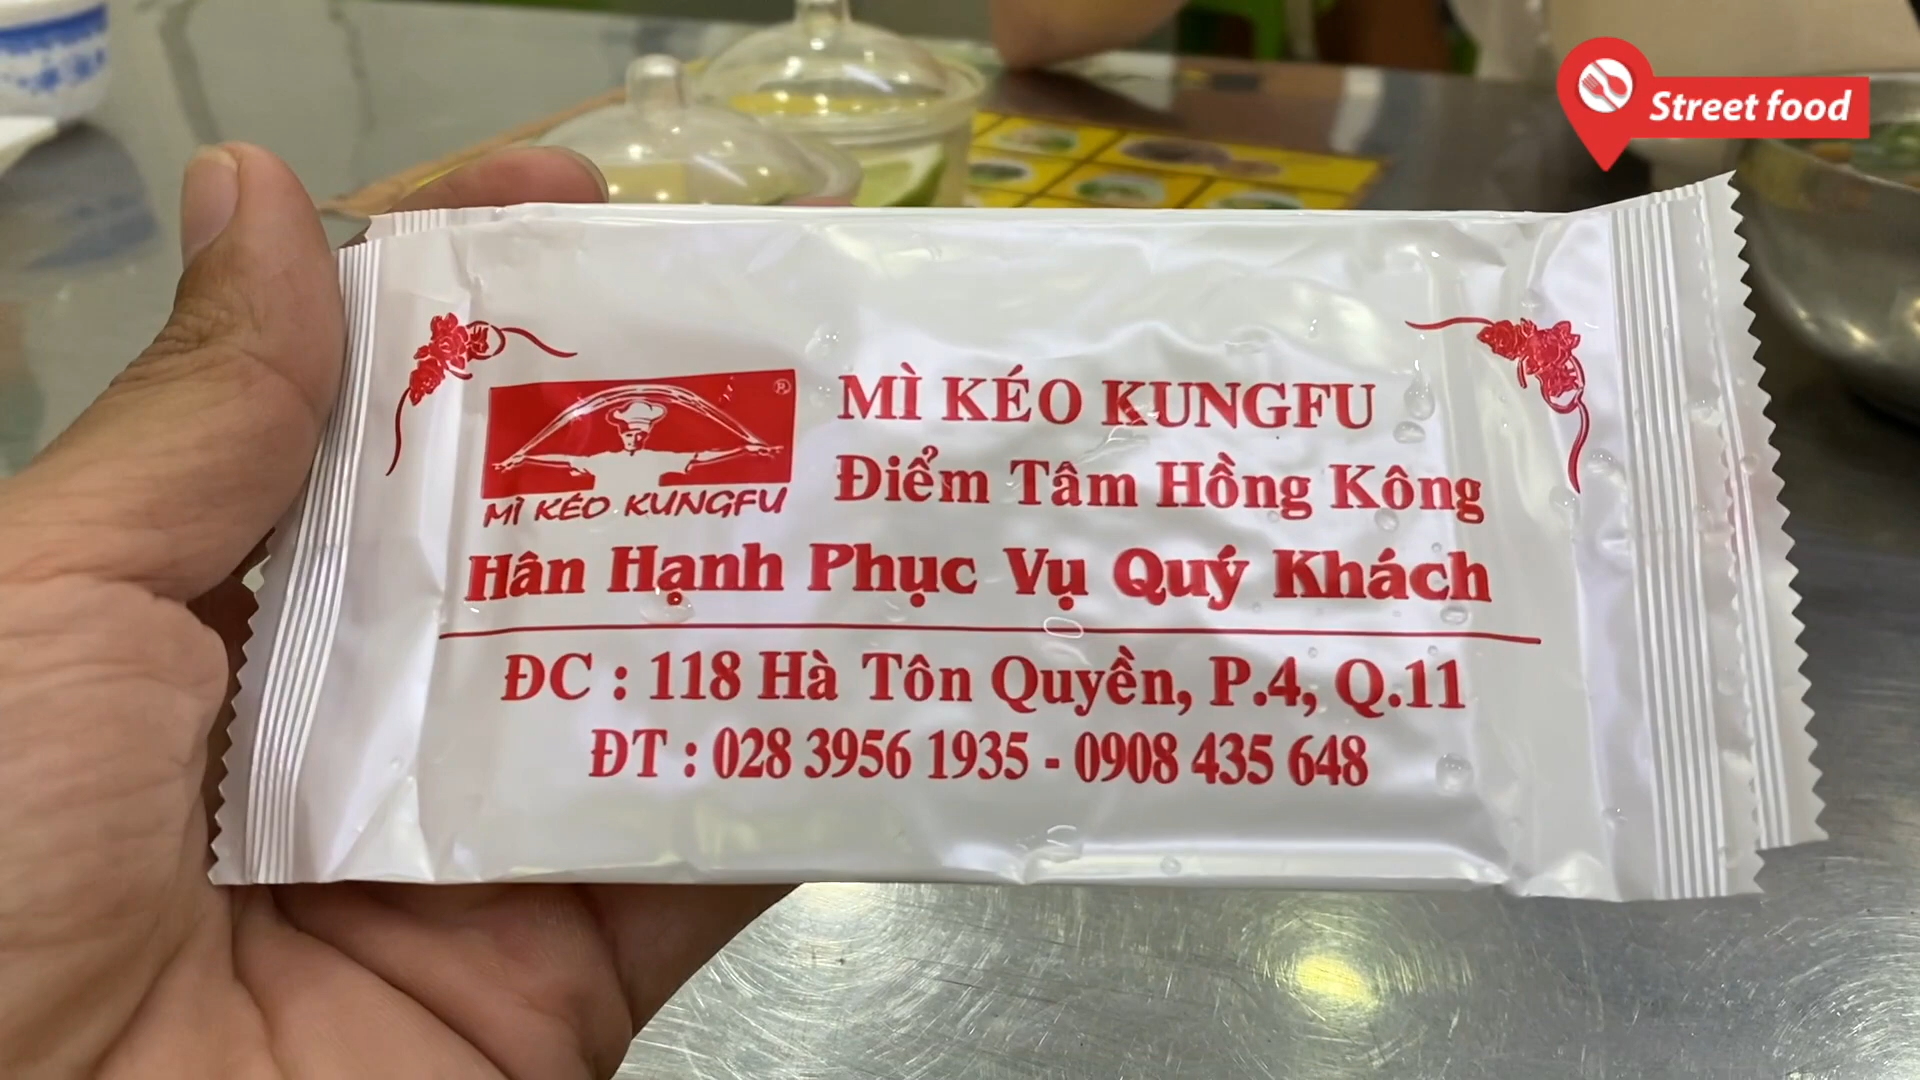 Street food
MÌ KÉO KUNGFU
MÌ KÉO KUNGFU
Điểm Tâm Hồng Kông
Hân Hạnh Phục Vụ Quý Khách
ĐC : 118 Hà Tôn Quyền, P.4, Q.11
ĐT : 028 3956 1935 - 0908 435 648